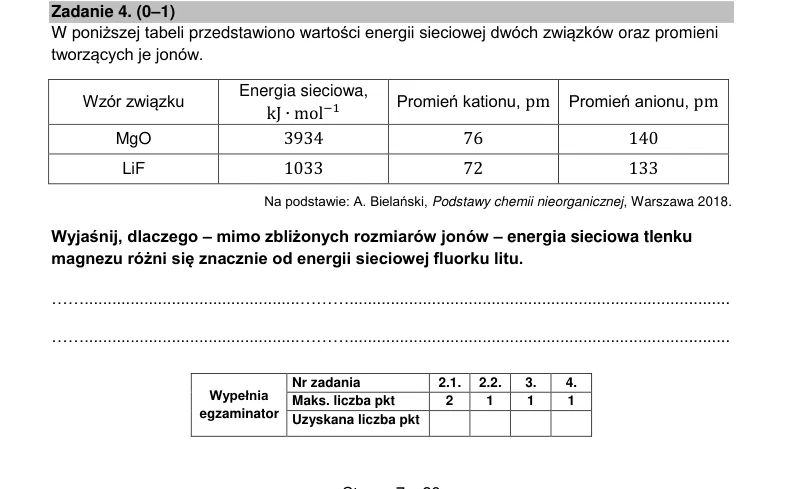 Zadanie 4. (0–1)
W poniższej tabeli przedstawiono wartości energii sieciowej dwóch związków oraz promieni
tworzących je jonów.
Wzór związku
Energia sieciowa,
kJ · mol⁻¹
Promień kationu, pm
Promień anionu, pm
MgO 3934 76 140
LiF 1033 72 133
Na podstawie: A. Bielański, Podstawy chemii nieorganicznej, Warszawa 2018.
Wyjaśnij, dlaczego – mimo zbliżonych rozmiarów jonów – energia sieciowa tlenku
magnezu różni się znacznie od energii sieciowej fluorku litu.
Wypełnia
egzaminator
Nr zadania 2.1. 2.2. 3. 4.
Maks. liczba pkt 2 1 1 1
Uzyskana liczba pkt